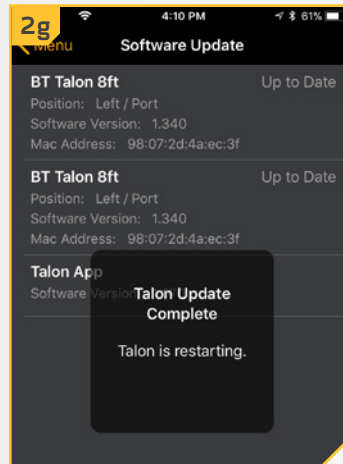 2g
4:10 PM
61%
Menu
Software Update
BT Talon 8ft Up to Date
Position: Left / Port
Software Version: 1.340
Mac Address: 98:07:2d:4a:ec:3f
BT Talon 8ft Up to Date
Position: Left / Port
Software Version: 1.340
Mac Address: 98:07:2d:4a:ec:3f
Talon App
Software Version
Talon Update
Complete
Talon is restarting.